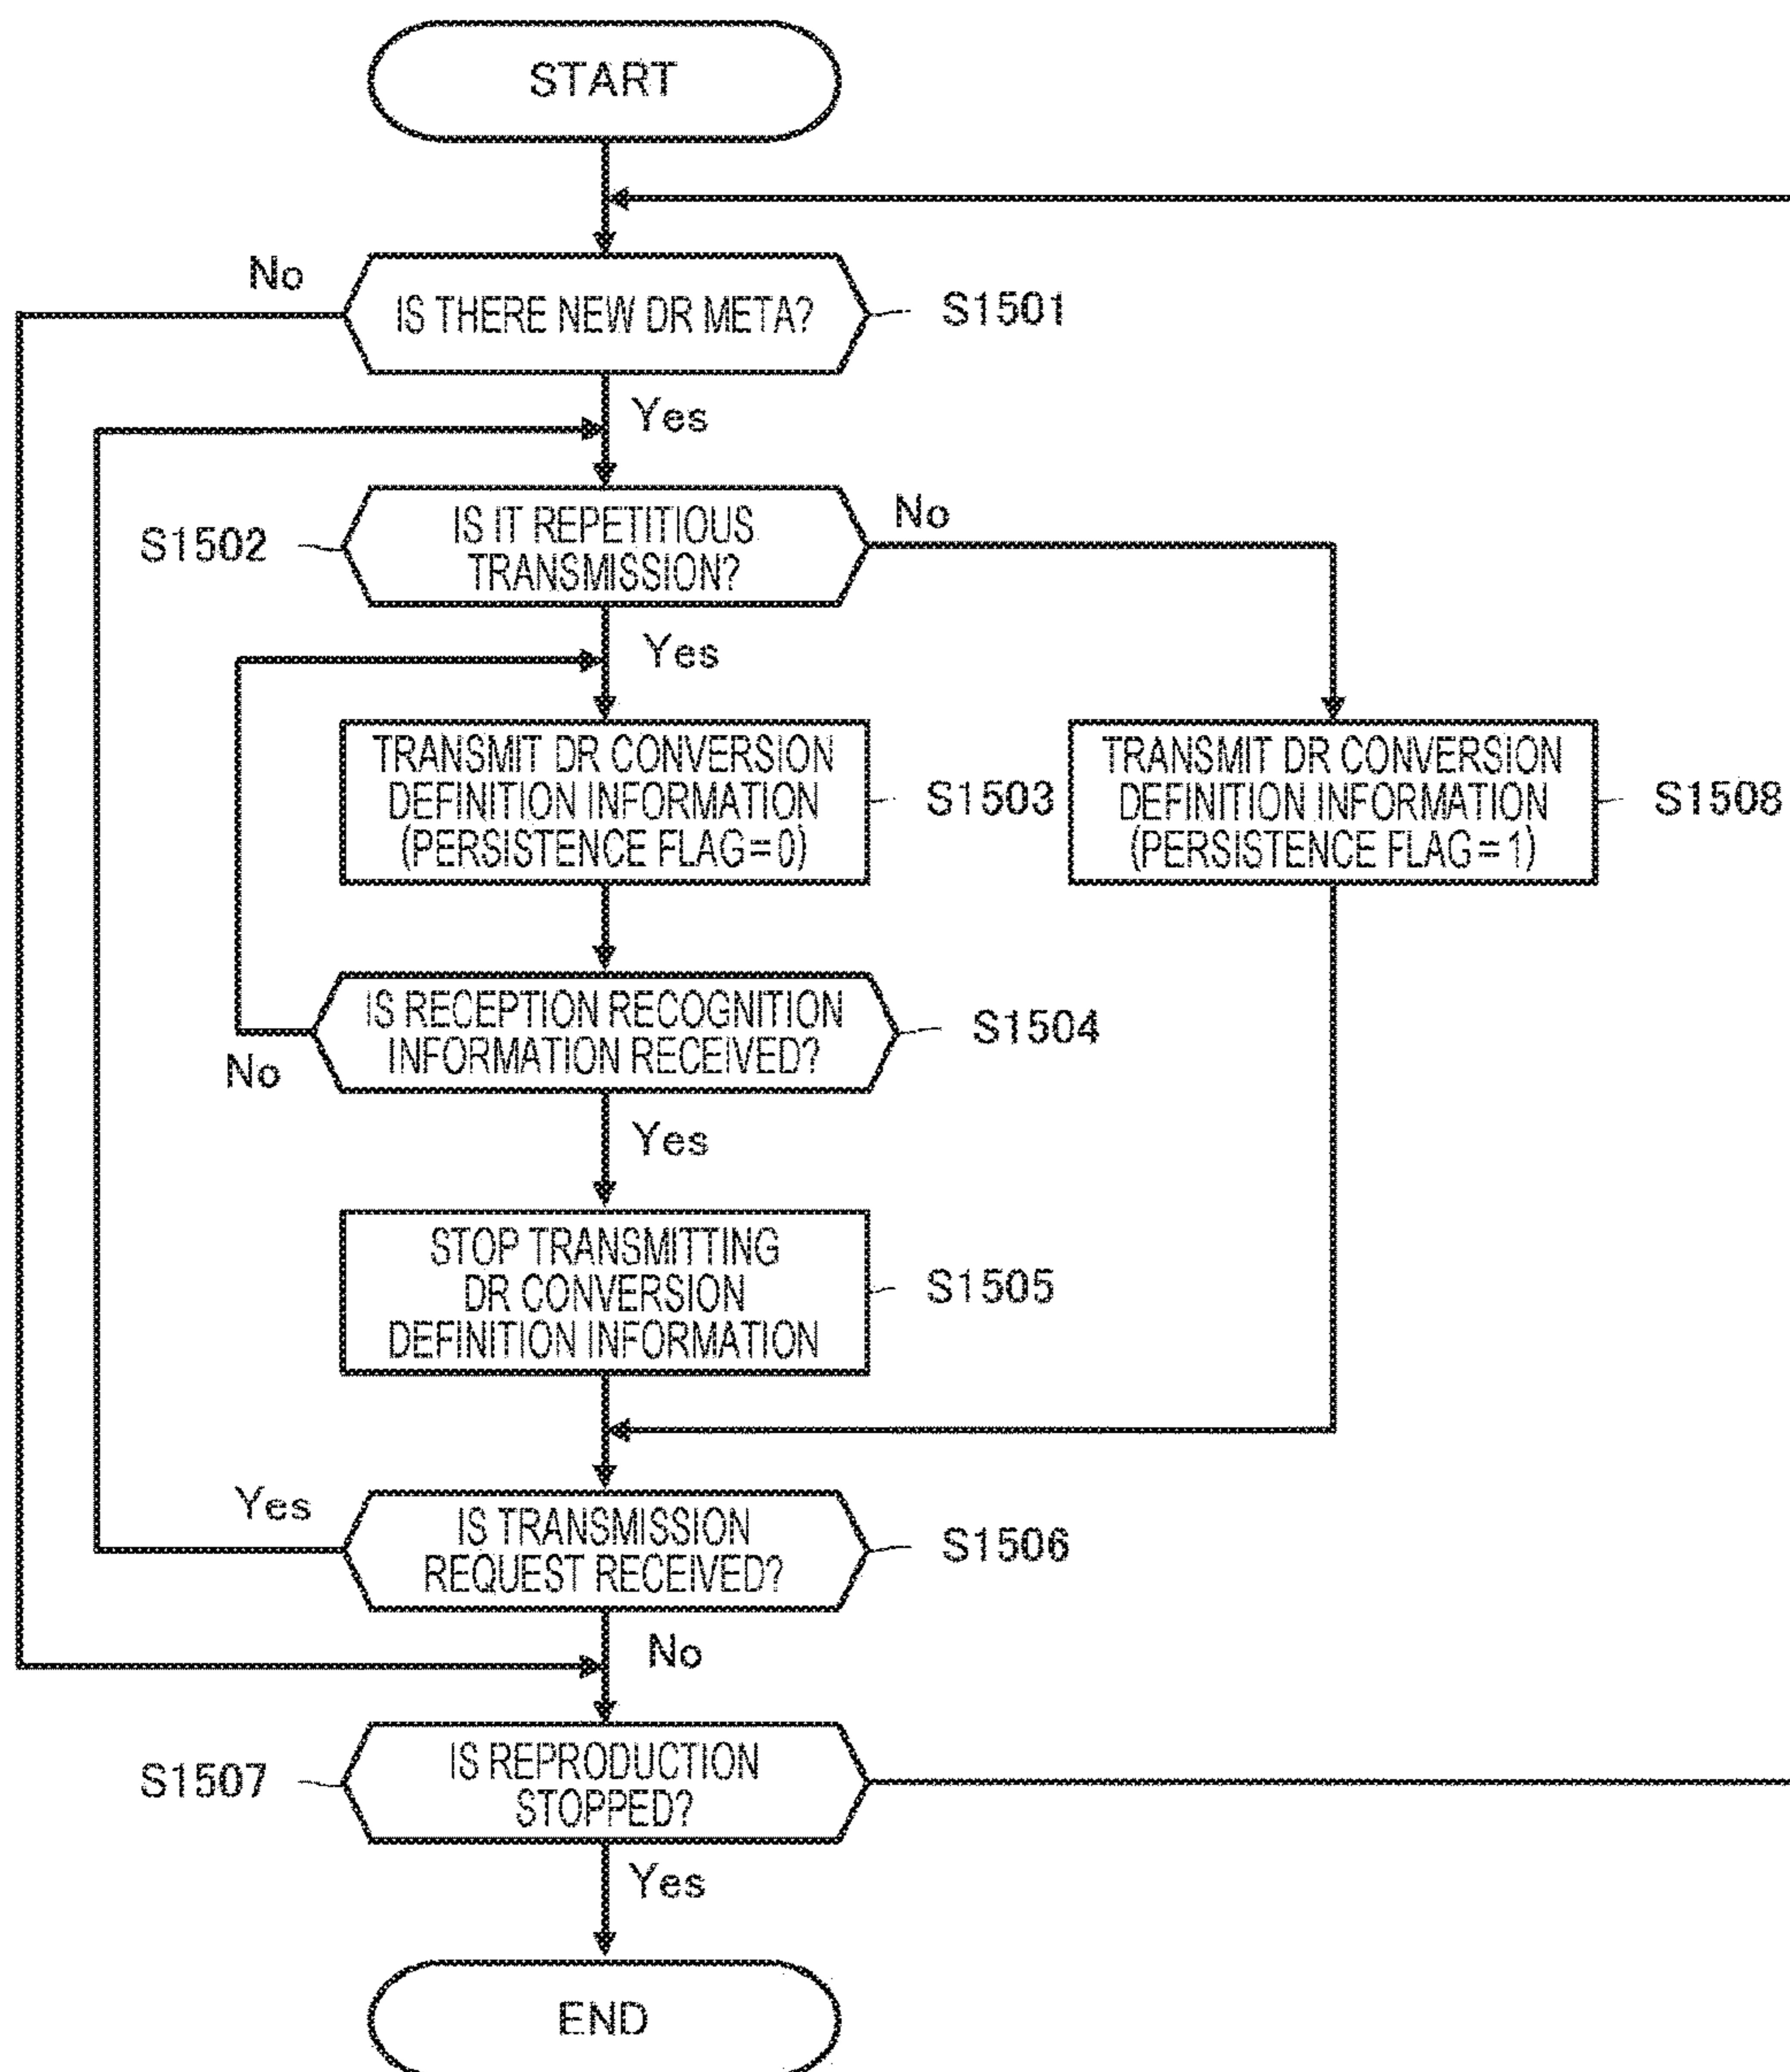 START
No
IS THERE NEW DR META?
S1501
Yes
S1502
IS IT REPETITIOUS
TRANSMISSION?
No
Yes
TRANSMIT DR CONVERSION
DEFINITION INFORMATION
(PERSISTENCE FLAG=0)
S1503
TRANSMIT DR CONVERSION
DEFINITION INFORMATION
(PERSISTENCE FLAG=1)
S1508
IS RECEPTION RECOGNITION
INFORMATION RECEIVED?
S1504
No
Yes
STOP TRANSMITTING
DR CONVERSION
DEFINITION INFORMATION
S1505
Yes
IS TRANSMISSION
REQUEST RECEIVED?
S1506
No
S1507
IS REPRODUCTION
STOPPED?
Yes
END